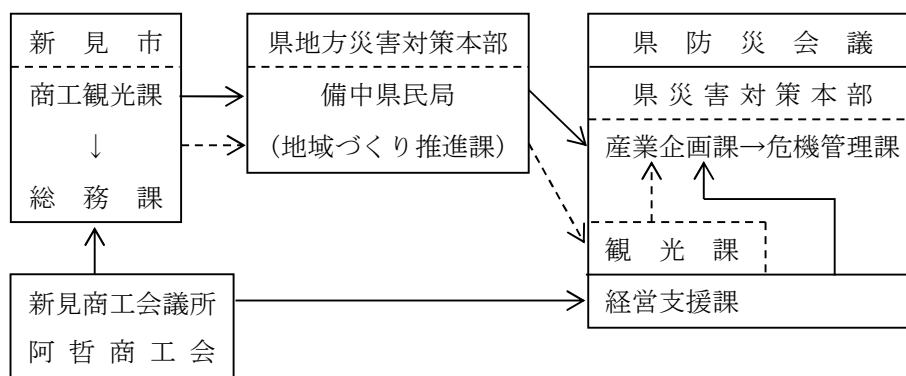 新見市
商工観光課
↓
総務課
県地方災害対策本部
備中県民局
(地域づくり推進課)
県防災会議
県災害対策本部
産業企画課→危機管理課
観光課
経営支援課
新見商工会議所
阿哲商工会